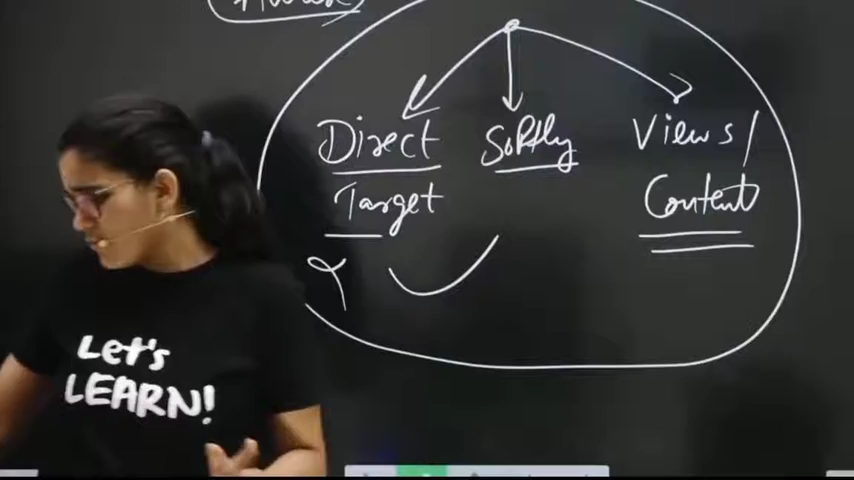 Direct
Target
Softly
Views/
Content
Let's
LEARN!